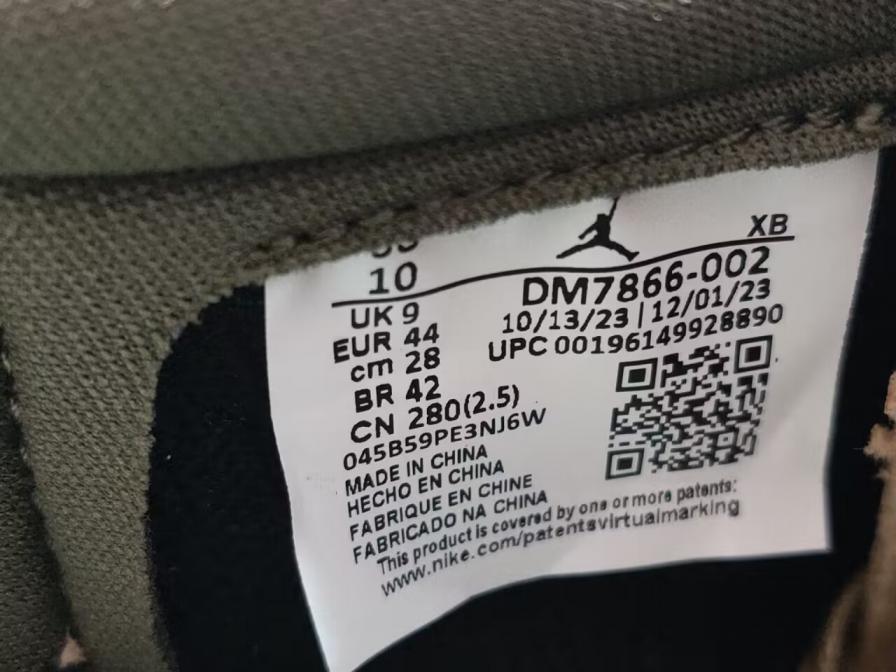 10
XB
UK 9
EUR 44
cm 28
BR 42
CN 280(2.5)
DM7866-002
10/13/23 | 12/01/23
UPC 00196149928890
045B59PE3NJ6W
MADE IN CHINA
HECHO EN CHINA
FABRIQUE EN CHINE
FABRICADO NA CHINA
This product is covered by one or more patents:
www.nike.com/patentsvirtualmarking